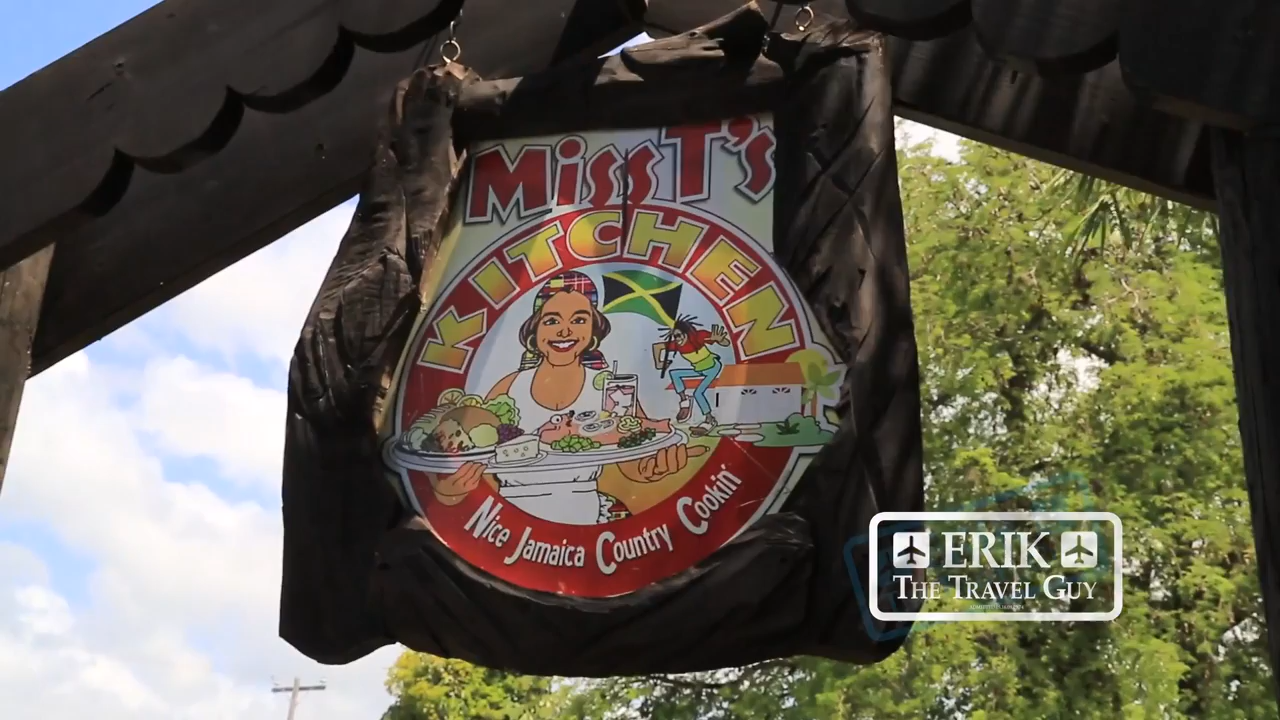 Miss T's
KITCHEN
Nice Jamaica Country Cookin'
ERIK
THE TRAVEL GUY